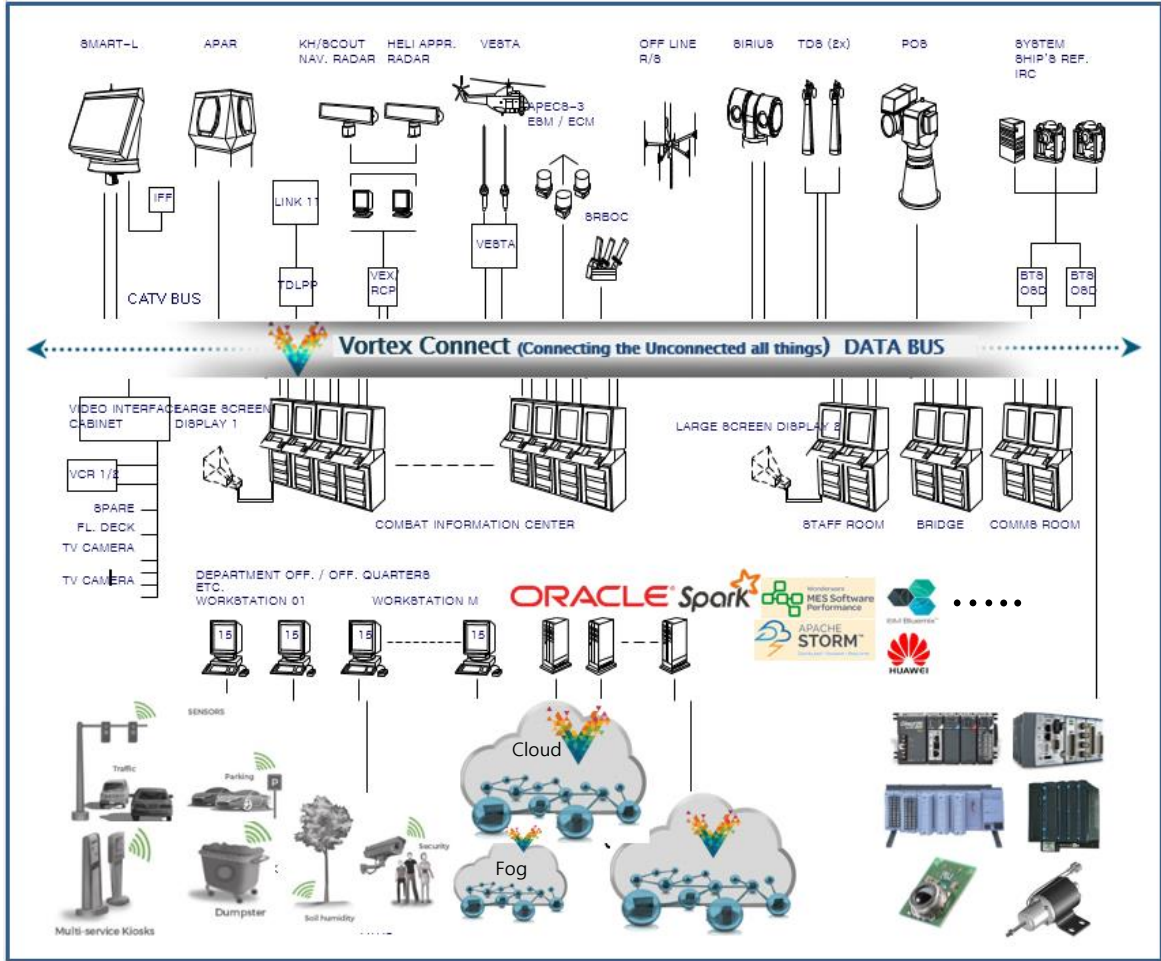 SMART-L
APAR
KH/SCOUT
NAV. RADAR
HELI APPR.
RADAR
VESTA
OFF LINE
R/S
SIRIUS
TDS (2x)
POS
SYSTEM
SHIP'S REF.
IRC
APECS-3
ESM / ECM
IFF
LINK 11
SRBOC
VESTA
TDLPP
VEX/
RCP
BTS
OSD
BTS
OSD
CATV BUS
Vortex Connect (Connecting the Unconnected all things) DATA BUS
VIDEO INTERFACE
CABINET
LARGE SCREEN
DISPLAY 1
LARGE SCREEN DISPLAY 2
VCR 1/2
SPARE
FL. DECK
TV CAMERA
TV CAMERA
COMBAT INFORMATION CENTER
STAFF ROOM
BRIDGE
COMMS ROOM
DEPARTMENT OFF. / OFF. QUARTERS
ETC.
WORKSTATION 01
WORKSTATION M
15
15
15
15
ORACLE
Spark
Wonderware
MES Software
Performance
APACHE
STORM™
IBM Bluemix™
HUAWEI
SENSORS
Traffic
Parking
P
Security
Multi-service Kiosks
Dumpster
Soil humidity
Cloud
Fog